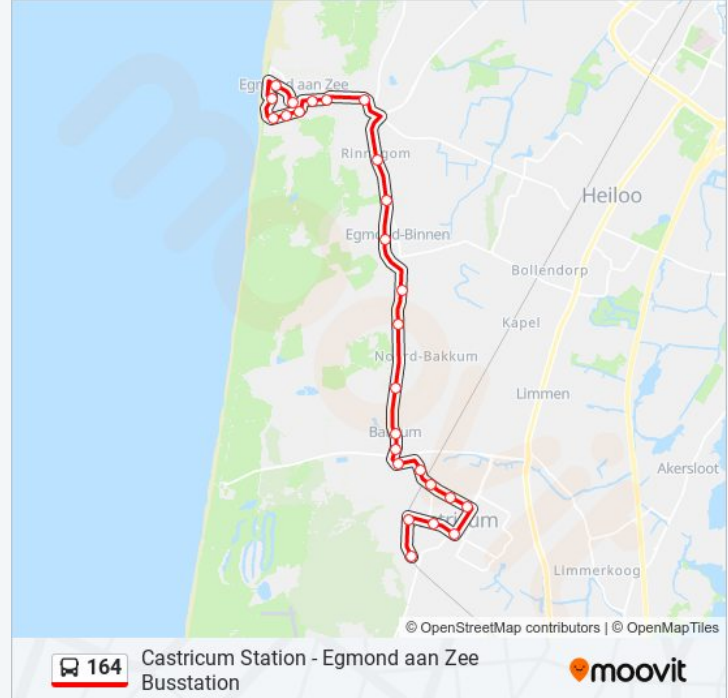 Egmond aan Zee
Rinnegom
Heiloo
Egmond-Binnen
Bollendorp
Kapel
Noord-Bakkum
Limmen
Bakkum
Akersloot
Castricum
Limmerkoog
© OpenStreetMap contributors | © OpenMapTiles
164
Castricum Station - Egmond aan Zee
Busstation
moovit